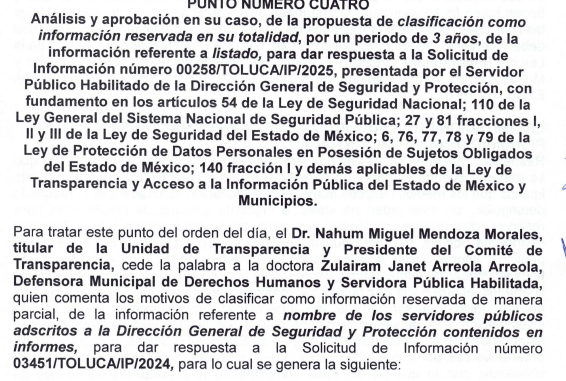 PUNTO NÚMERO CUATRO
Análisis y aprobación en su caso, de la propuesta de clasificación como
información reservada en su totalidad, por un periodo de 3 años, de la
información referente a listado, para dar respuesta a la Solicitud de
Información número 00258/TOLUCA/IP/2025, presentada por el Servidor
Público Habilitado de la Dirección General de Seguridad y Protección, con
fundamento en los artículos 54 de la Ley de Seguridad Nacional; 110 de la
Ley General del Sistema Nacional de Seguridad Pública; 27 y 81 fracciones I,
II y III de la Ley de Seguridad del Estado de México; 6, 76, 77, 78 y 79 de la
Ley de Protección de Datos Personales en Posesión de Sujetos Obligados
del Estado de México; 140 fracción I y demás aplicables de la Ley de
Transparencia y Acceso a la Información Pública del Estado de México y
Municipios.
Para tratar este punto del orden del día, el Dr. Nahum Miguel Mendoza Morales,
titular de la Unidad de Transparencia y Presidente del Comité de
Transparencia, cede la palabra a la doctora Zulairam Janet Arreola Arreola,
Defensora Municipal de Derechos Humanos y Servidora Pública Habilitada,
quien comenta los motivos de clasificar como información reservada de manera
parcial, de la información referente a nombre de los servidores públicos
adscritos a la Dirección General de Seguridad y Protección contenidos en
informes, para dar respuesta a la Solicitud de Información número
03451/TOLUCA/IP/2024, para lo cual se genera la siguiente: